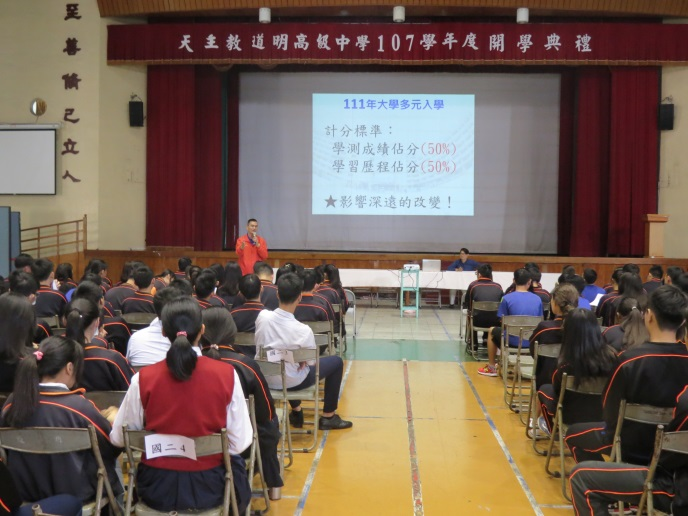 天主教道明高級中學107學年度開學典禮
至善
至善脩己立人
111年大學多元入學
計分標準：
學測成績佔分(50%)
學習歷程佔分(50%)
★影響深遠的改變！
國二4